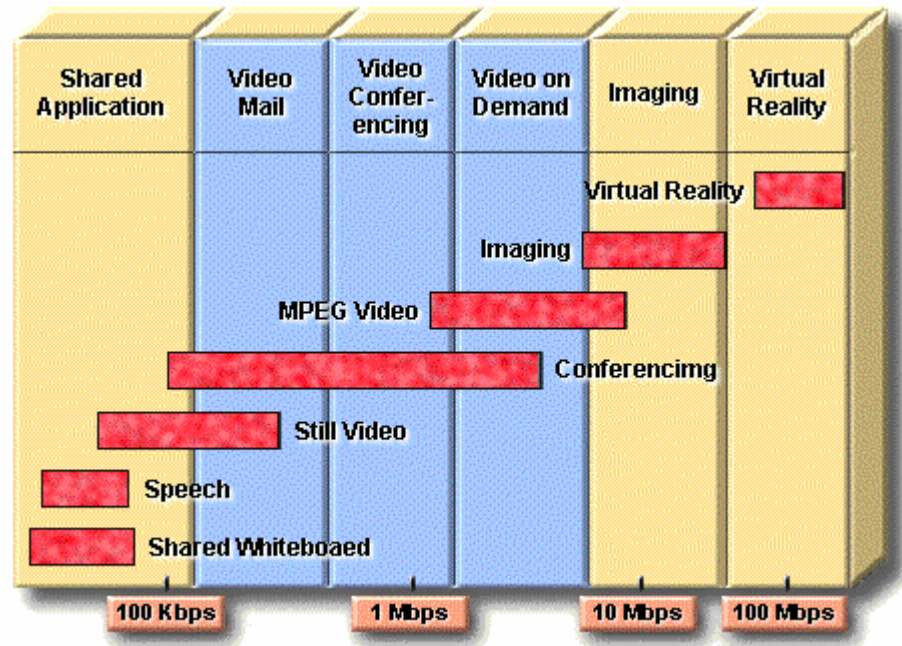 Shared
Application
Video
Mail
Video
Confer-
encing
Video on
Demand
Imaging
Virtual
Reality
Virtual Reality
Imaging
MPEG Video
Conferencimg
Still Video
Speech
Shared Whiteboaed
100 Kbps
1 Mbps
10 Mbps
100 Mbps